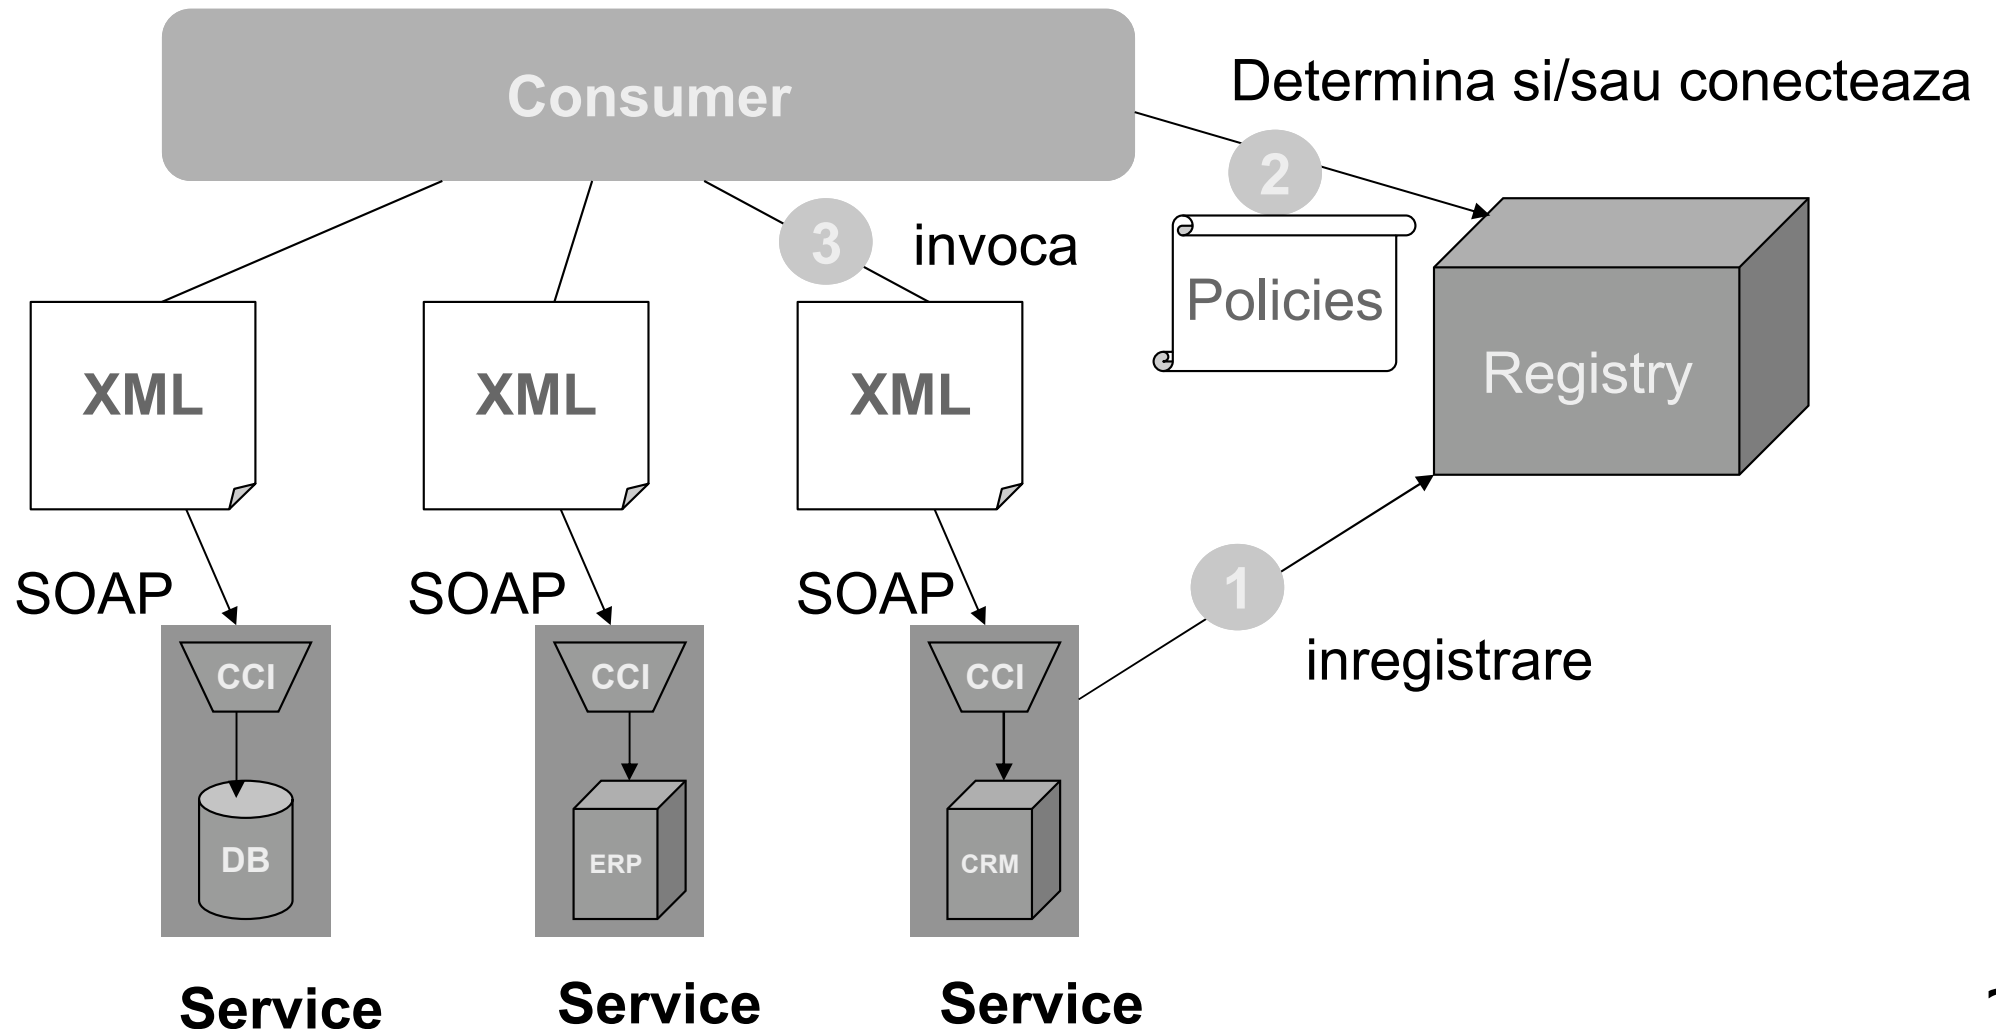 Consumer
Determina si/sau conecteaza
2
3
invoca
Policies
Registry
XML
XML
XML
SOAP
SOAP
SOAP
1
inregistrare
CCI
CCI
CCI
DB
ERP
CRM
Service
Service
Service